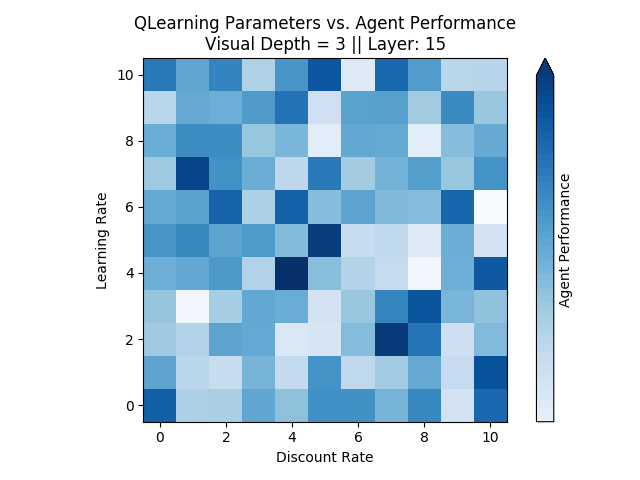 QLearning Parameters vs. Agent Performance
Visual Depth = 3 || Layer: 15
10
8
6
4
2
0
Learning Rate
0 2 4 6 8 10
Discount Rate
Agent Performance